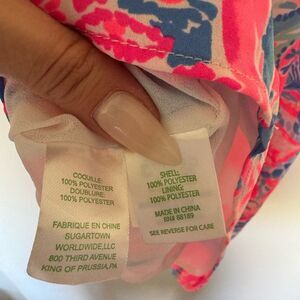 COQUILLE:
100% POLYESTER
DOUBLURE:
100% POLYESTER
FABRIQUE EN CHINE
SUGARTOWN
WORLDWIDE,LLC
800 THIRD AVENUE
KING OF PRUSSIA,PA
SHELL:
100% POLYESTER
LINING:
100% POLYESTER
MADE IN CHINA
RN# 88189
SEE REVERSE FOR CARE